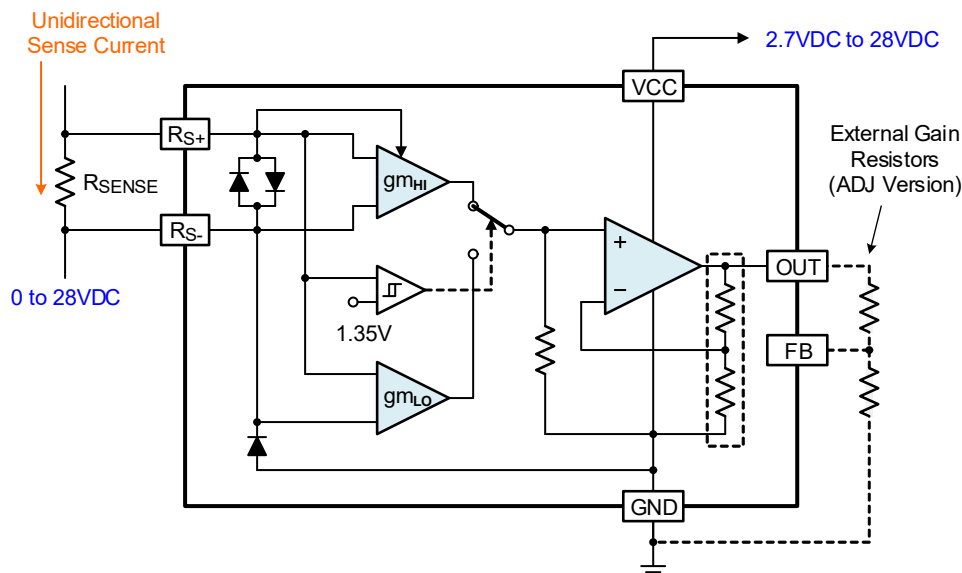 Unidirectional
Sense Current
2.7VDC to 28VDC
VCC
RS+
External Gain
Resistors
(ADJ Version)
RSENSE
gmHI
RS-
+
OUT
0 to 28VDC
−
1.35V
FB
gmLO
GND